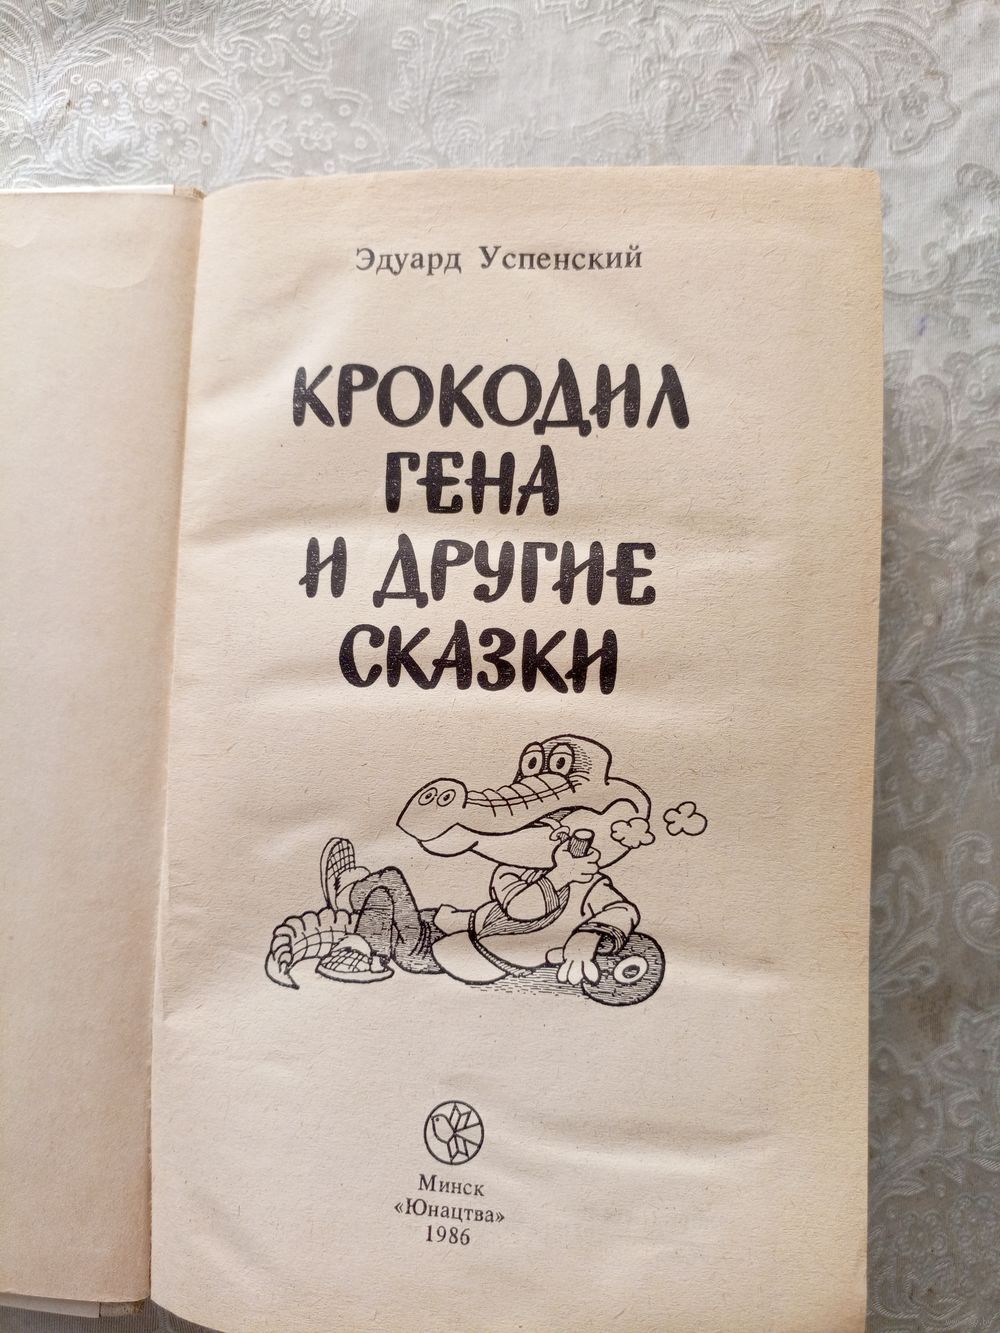 Эдуард Успенский
КРОКОДИЛ
ГЕНА
И ДРУГИЕ
СКАЗКИ
Минск
«Юнацтва»
1986